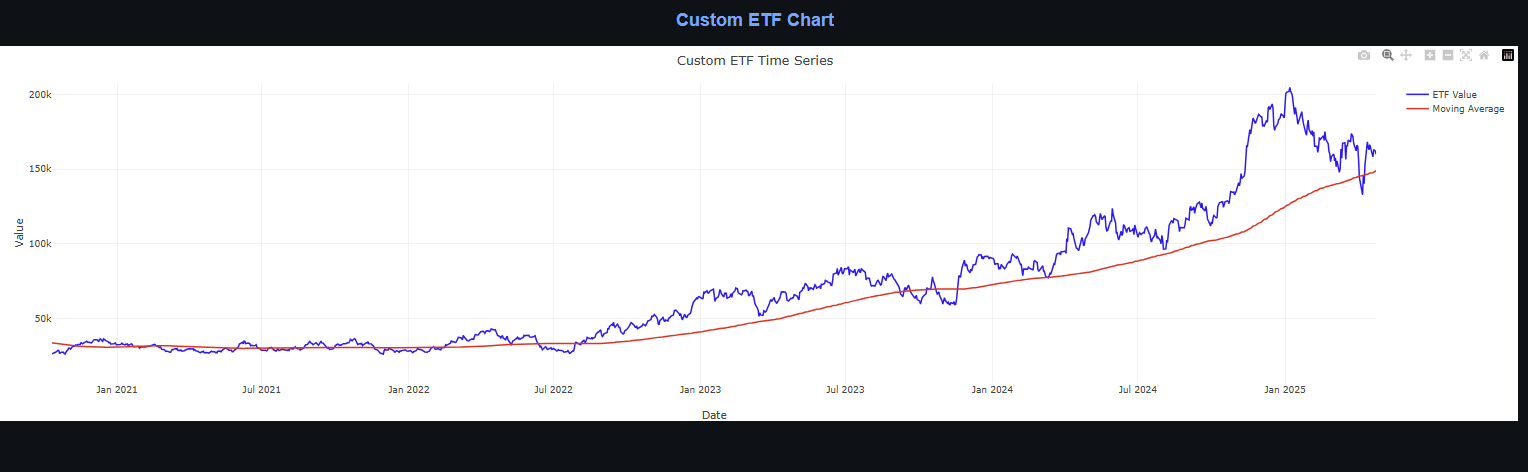 Custom ETF Chart
Custom ETF Time Series
200k
150k
100k
50k
Value
Jan 2021
Jul 2021
Jan 2022
Jul 2022
Jan 2023
Jul 2023
Jan 2024
Jul 2024
Jan 2025
Date
ETF Value
Moving Average